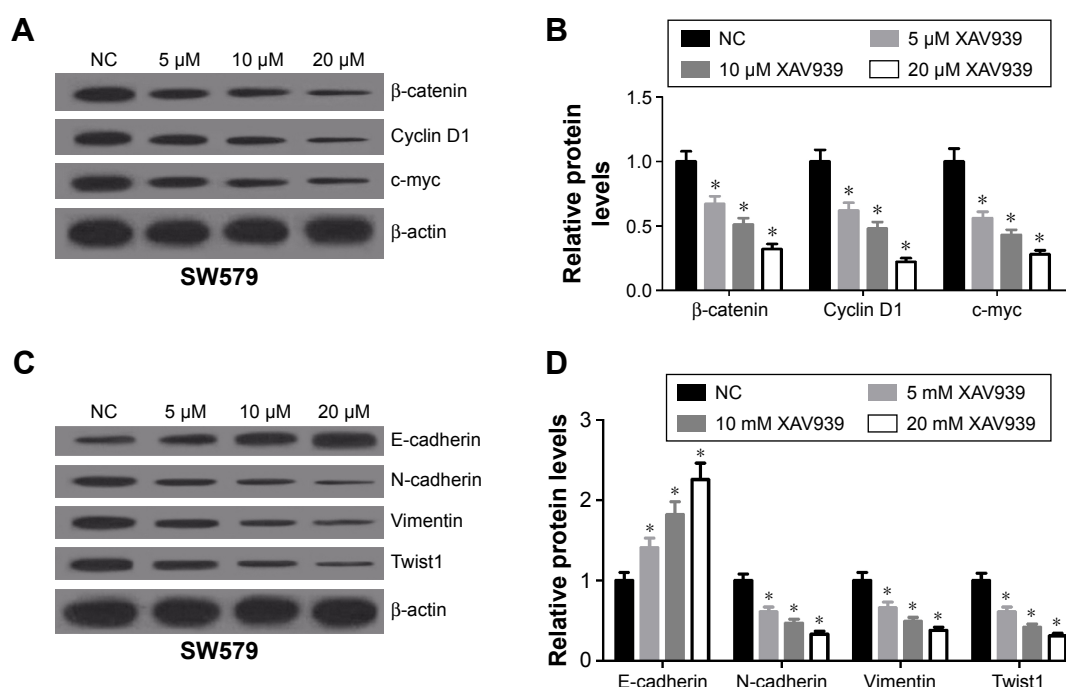 A
NC 5 µM 10 µM 20 µM
β-catenin
Cyclin D1
c-myc
β-actin
SW579
B
NC 5 µM XAV939
10 µM XAV939 20 µM XAV939
Relative protein
levels
1.5
1.0
0.5
0.0
* * *
* * *
* * *
β-catenin Cyclin D1 c-myc
C
NC 5 µM 10 µM 20 µM
E-cadherin
N-cadherin
Vimentin
Twist1
β-actin
SW579
D
NC 5 mM XAV939
10 mM XAV939 20 mM XAV939
Relative protein levels
3
2
1
0
* * *
* * *
* * *
* * *
E-cadherin N-cadherin Vimentin Twist1